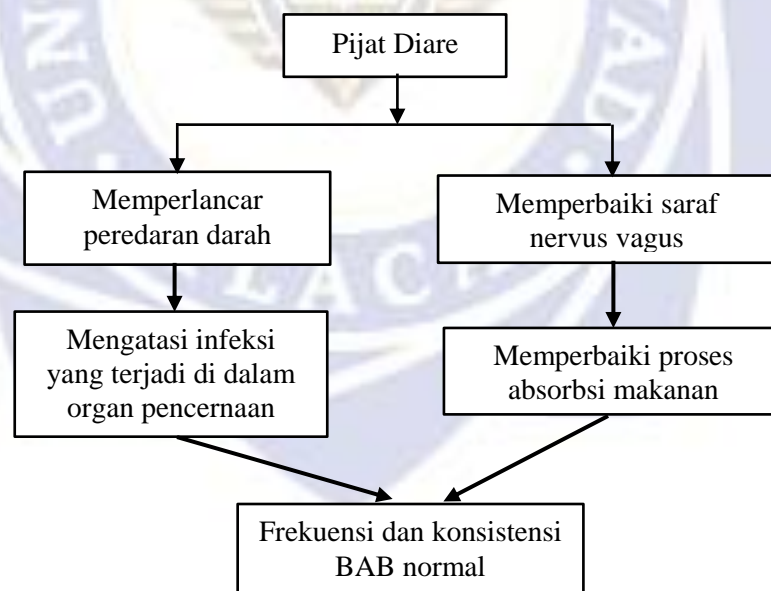 Pijat Diare
Memperlancar
peredaran darah
Memperbaiki saraf
nervus vagus
Mengatasi infeksi
yang terjadi di dalam
organ pencernaan
Memperbaiki proses
absorbsi makanan
Frekuensi dan konsistensi
BAB normal